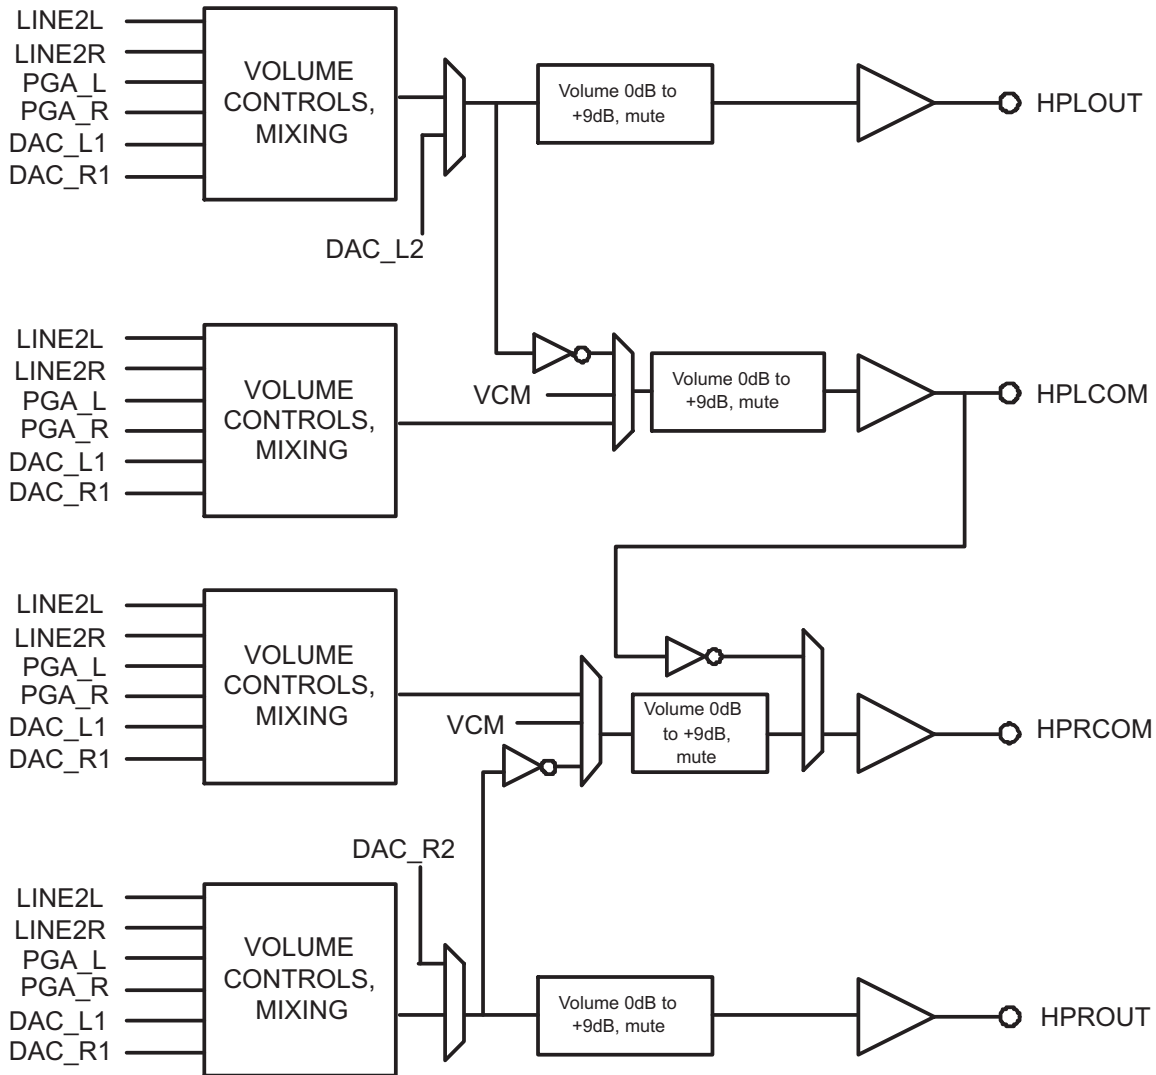 LINE2L
LINE2R
PGA_L
PGA_R
DAC_L1
DAC_R1
VOLUME
CONTROLS,
MIXING
DAC_L2
Volume 0dB to
+9dB, mute
HPLOUT
LINE2L
LINE2R
PGA_L
PGA_R
DAC_L1
DAC_R1
VOLUME
CONTROLS,
MIXING
VCM
Volume 0dB to
+9dB, mute
HPLCOM
LINE2L
LINE2R
PGA_L
PGA_R
DAC_L1
DAC_R1
VOLUME
CONTROLS,
MIXING
VCM
Volume 0dB
to +9dB,
mute
HPRCOM
DAC_R2
LINE2L
LINE2R
PGA_L
PGA_R
DAC_L1
DAC_R1
VOLUME
CONTROLS,
MIXING
Volume 0dB to
+9dB, mute
HPROUT